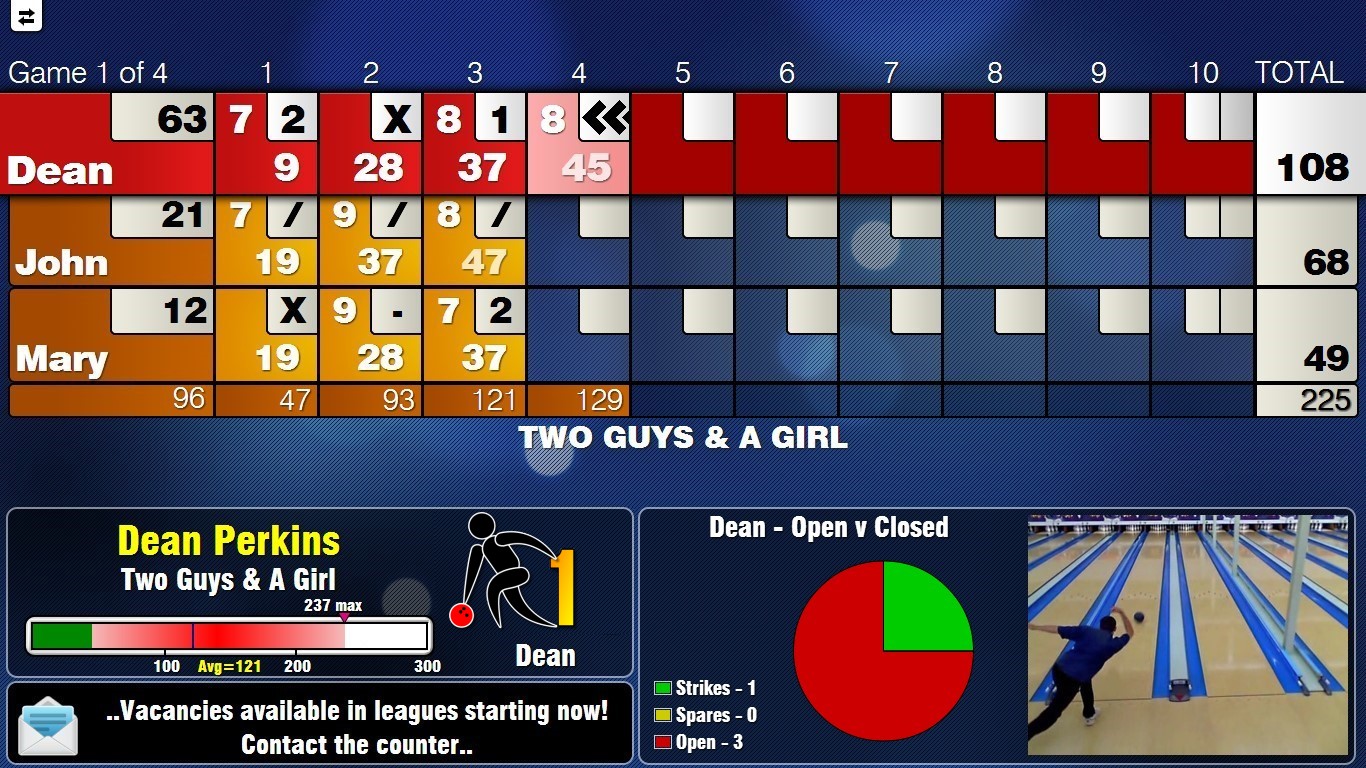 Game 1 of 4 1 2 3 4 5 6 7 8 9 10 TOTAL
63 7 2 X 8 1 8 <<
Dean 9 28 37 45 108
21 7 / 9 / 8 /
John 19 37 47 68
12 X 9 - 7 2
Mary 19 28 37 49
96 47 93 121 129 225
TWO GUYS & A GIRL
Dean Perkins
Two Guys & A Girl
237 max
100 Avg=121 200 300
1
Dean
..Vacancies available in leagues starting now!
Contact the counter..
Dean - Open v Closed
Strikes - 1
Spares - 0
Open - 3